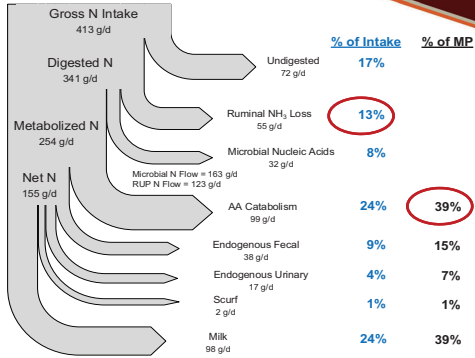 Gross N Intake
413 g/d
% of Intake % of MP
Digested N
341 g/d
Undigested 17%
72 g/d
Ruminal NH₃ Loss 13%
55 g/d
Metabolized N
254 g/d
Microbial Nucleic Acids 8%
32 g/d
Microbial N Flow = 163 g/d
RUP N Flow = 123 g/d
Net N
155 g/d
AA Catabolism 24% 39%
99 g/d
Endogenous Fecal 9% 15%
38 g/d
Endogenous Urinary 4% 7%
17 g/d
Scurf 1% 1%
2 g/d
Milk 24% 39%
98 g/d